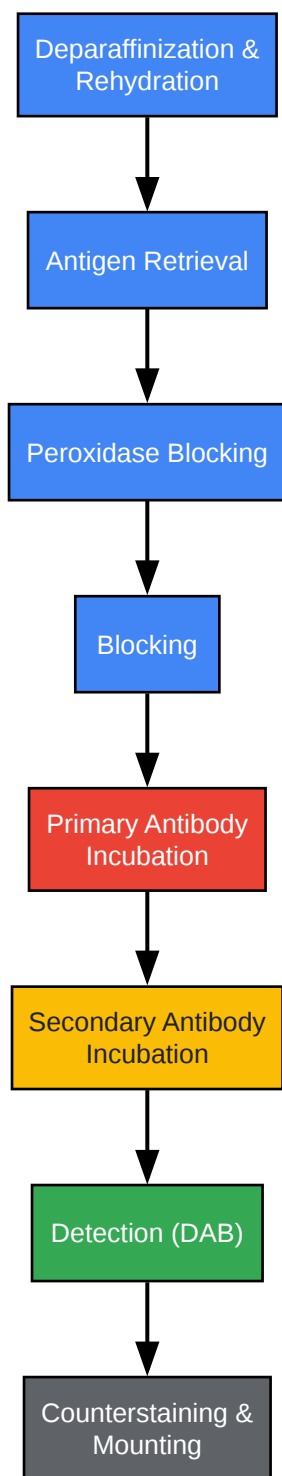 Deparaffinization &
Rehydration
Antigen Retrieval
Peroxidase Blocking
Blocking
Primary Antibody
Incubation
Secondary Antibody
Incubation
Detection (DAB)
Counterstaining &
Mounting